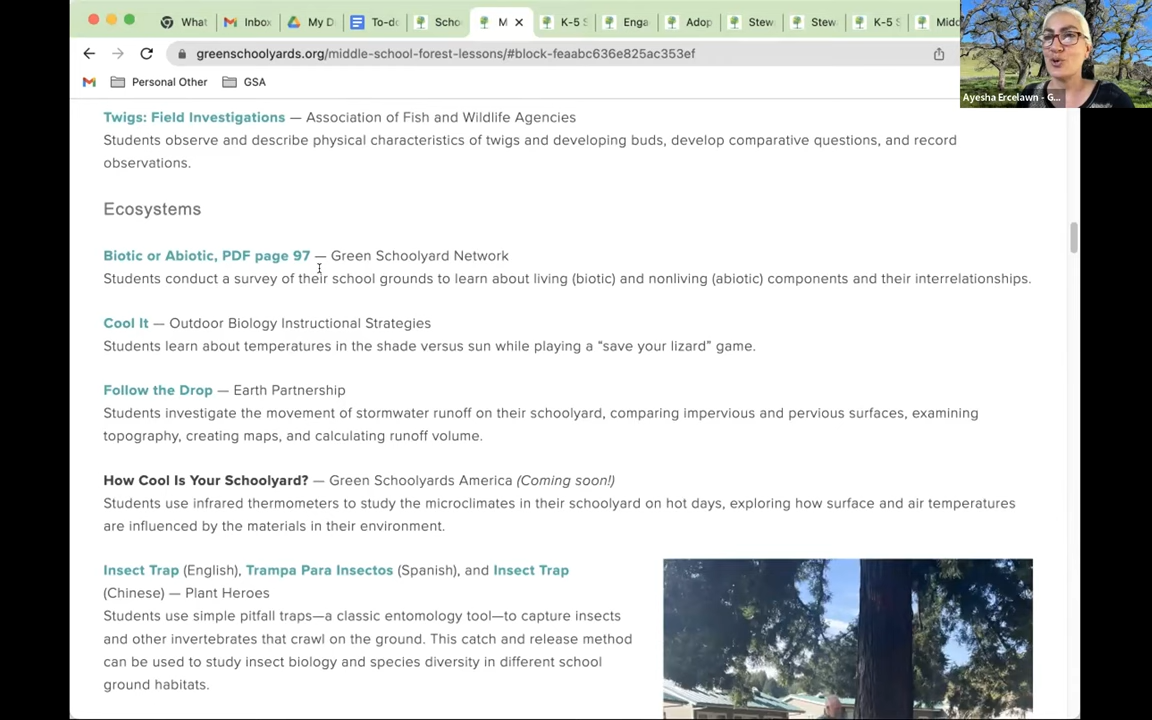 What
Inbox
My D
To-do
Scho
M
K-5 S
Enga
Adop
Stew
Stew
K-5 S
Midd
greenschoolyards.org/middle-school-forest-lessons/#block-feaabc636e825ac353ef
Personal Other
GSA
Ayesha Ercelawn - G...
Twigs: Field Investigations — Association of Fish and Wildlife Agencies
Students observe and describe physical characteristics of twigs and developing buds, develop comparative questions, and record
observations.
Ecosystems
Biotic or Abiotic, PDF page 97 — Green Schoolyard Network
Students conduct a survey of their school grounds to learn about living (biotic) and nonliving (abiotic) components and their interrelationships.
Cool It — Outdoor Biology Instructional Strategies
Students learn about temperatures in the shade versus sun while playing a “save your lizard” game.
Follow the Drop — Earth Partnership
Students investigate the movement of stormwater runoff on their schoolyard, comparing impervious and pervious surfaces, examining
topography, creating maps, and calculating runoff volume.
How Cool Is Your Schoolyard? — Green Schoolyards America (Coming soon!)
Students use infrared thermometers to study the microclimates in their schoolyard on hot days, exploring how surface and air temperatures
are influenced by the materials in their environment.
Insect Trap (English), Trampa Para Insectos (Spanish), and Insect Trap
(Chinese) — Plant Heroes
Students use simple pitfall traps—a classic entomology tool—to capture insects
and other invertebrates that crawl on the ground. This catch and release method
can be used to study insect biology and species diversity in different school
ground habitats.